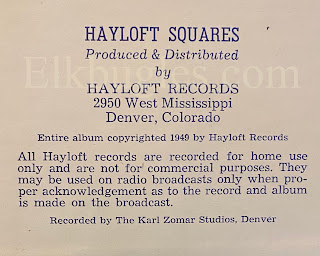 HAYLOFT SQUARES
Produced & Distributed
by
Elkbugles.com
HAYLOFT RECORDS
2950 West Mississippi
Denver, Colorado
Entire album copyrighted 1949 by Hayloft Records
All Hayloft records are recorded for home use
only and are not for commercial purposes. They
may be used on radio broadcasts only when pro-
per acknowledgement as to the record and album
is made on the broadcast.
Recorded by The Karl Zomar Studios, Denver